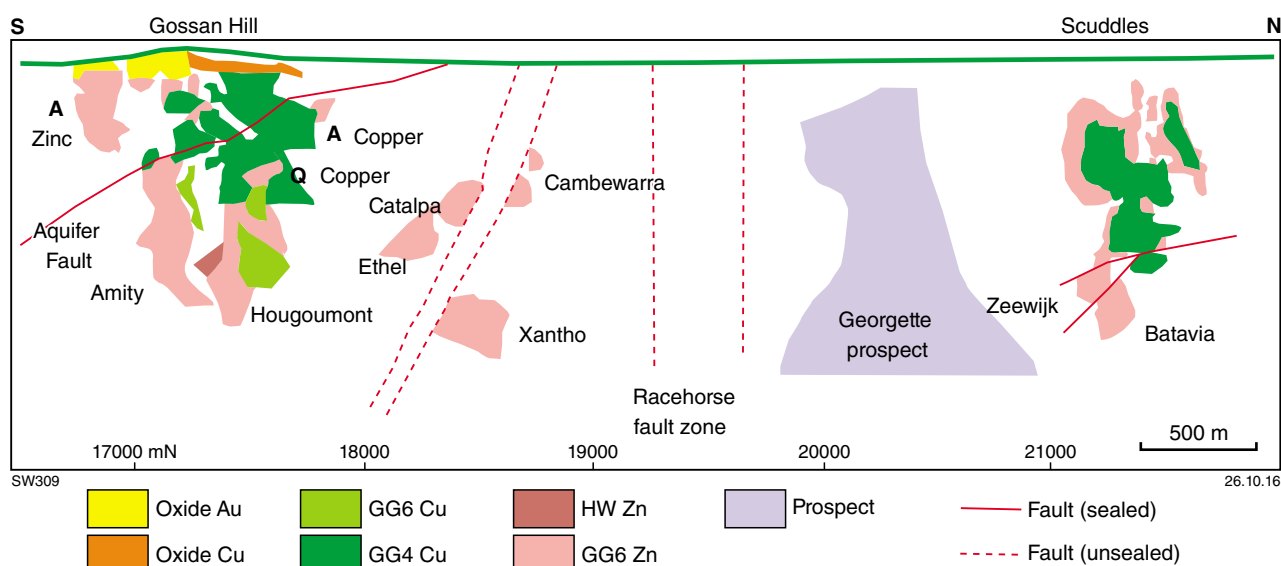 S
Gossan Hill
Scuddles
N
A
Zinc
A Copper
Q Copper
Cambewarra
Catalpa
Aquifer
Fault
Ethel
Amity
Hougoumont
Xantho
Georgette
prospect
Zeewijk
Batavia
Racehorse
fault zone
500 m
17000 mN
18000
19000
20000
21000
SW309
26.10.16
Oxide Au
GG6 Cu
HW Zn
Prospect
Fault (sealed)
Oxide Cu
GG4 Cu
GG6 Zn
Fault (unsealed)